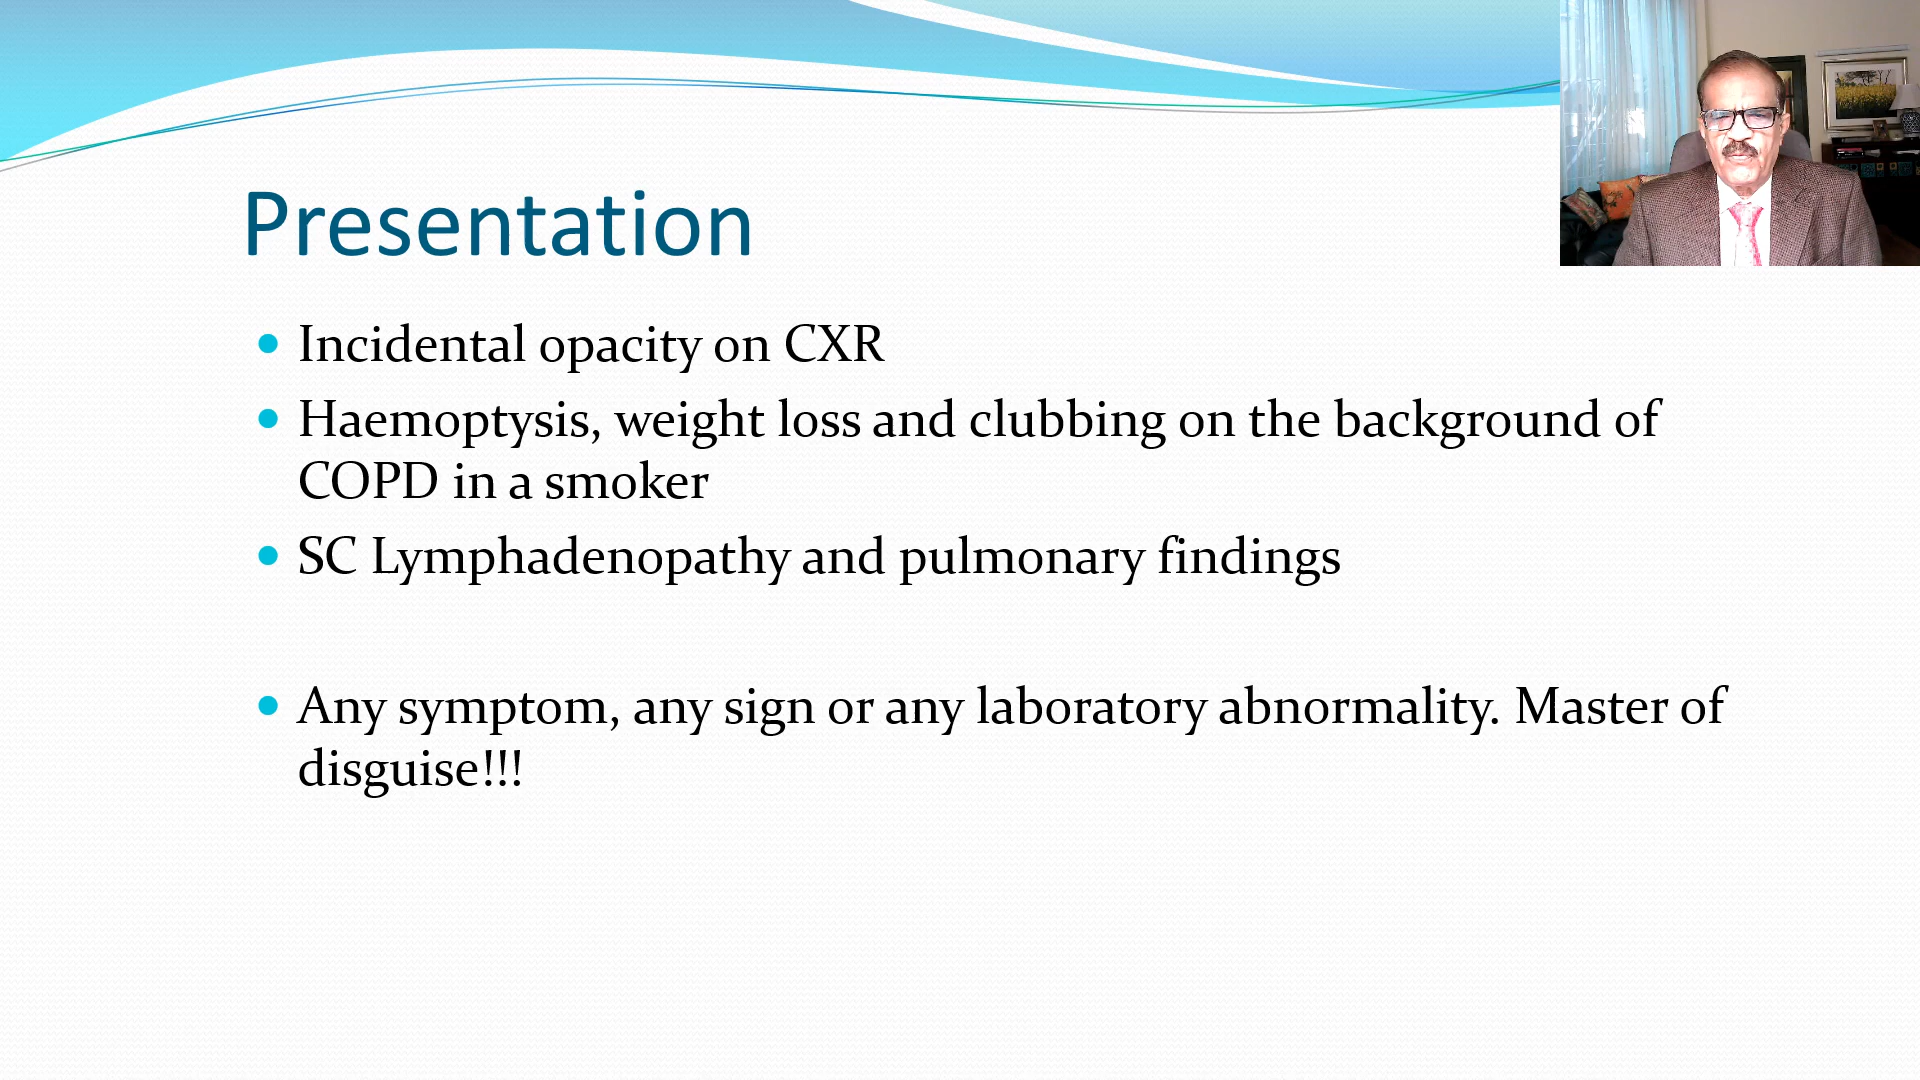 Presentation
Incidental opacity on CXR
Haemoptysis, weight loss and clubbing on the background of
COPD in a smoker
SC Lymphadenopathy and pulmonary findings
Any symptom, any sign or any laboratory abnormality. Master of
disguise!!!